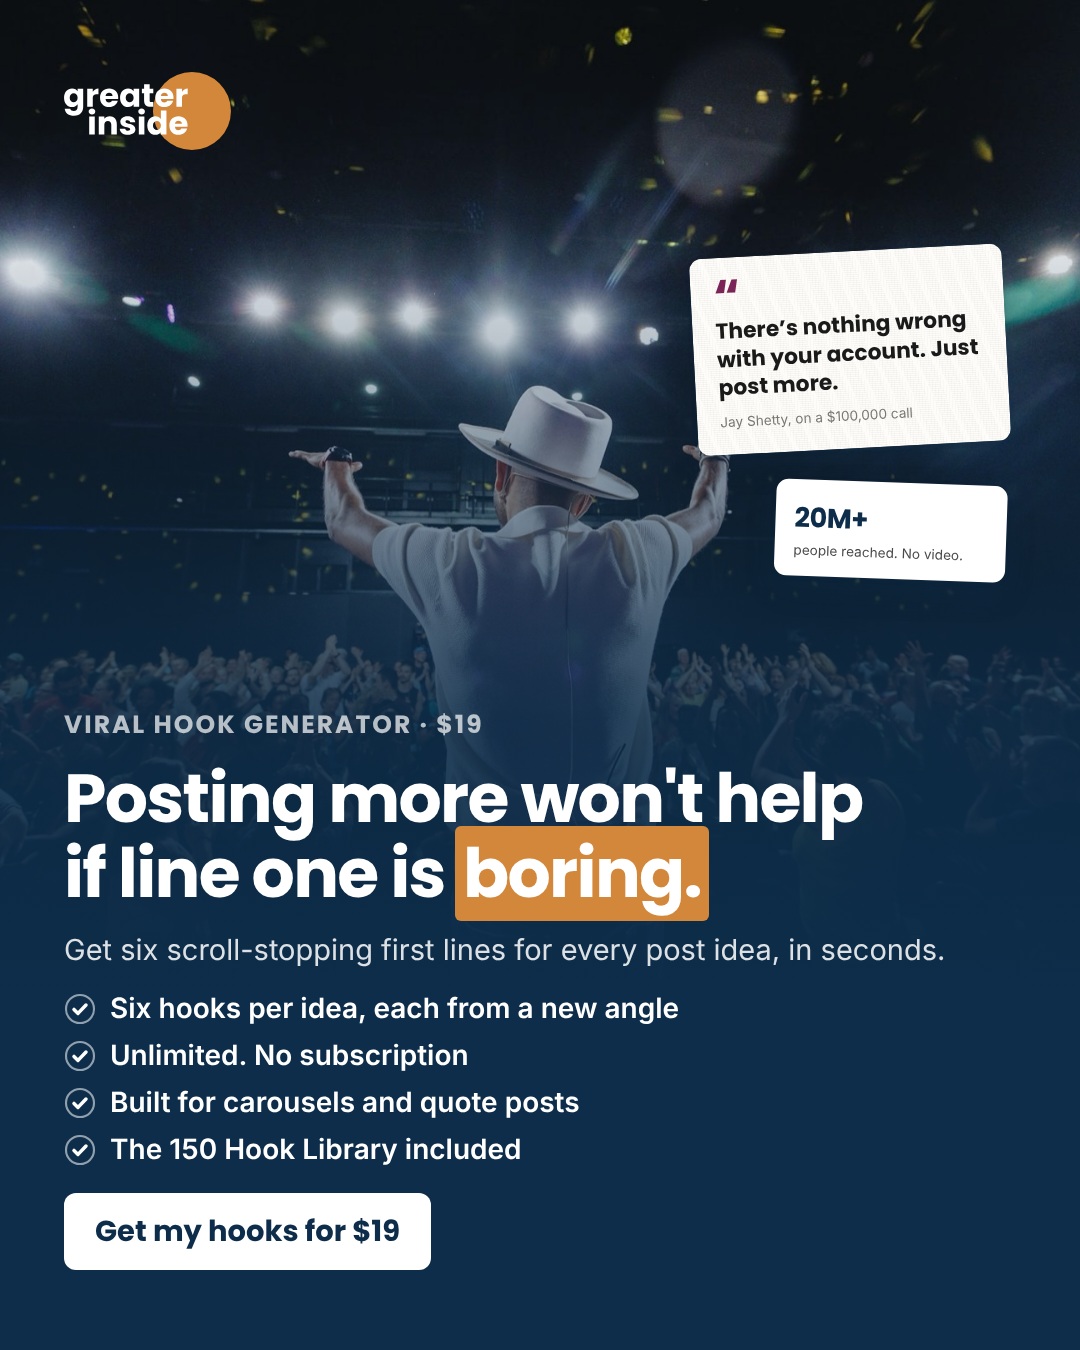 greater
inside
“
There’s nothing wrong
with your account. Just
post more.
Jay Shetty, on a $100,000 call
20M+
people reached. No video.
VIRAL HOOK GENERATOR · $19
Posting more won't help
if line one is boring.
Get six scroll-stopping first lines for every post idea, in seconds.
Six hooks per idea, each from a new angle
Unlimited. No subscription
Built for carousels and quote posts
The 150 Hook Library included
Get my hooks for $19